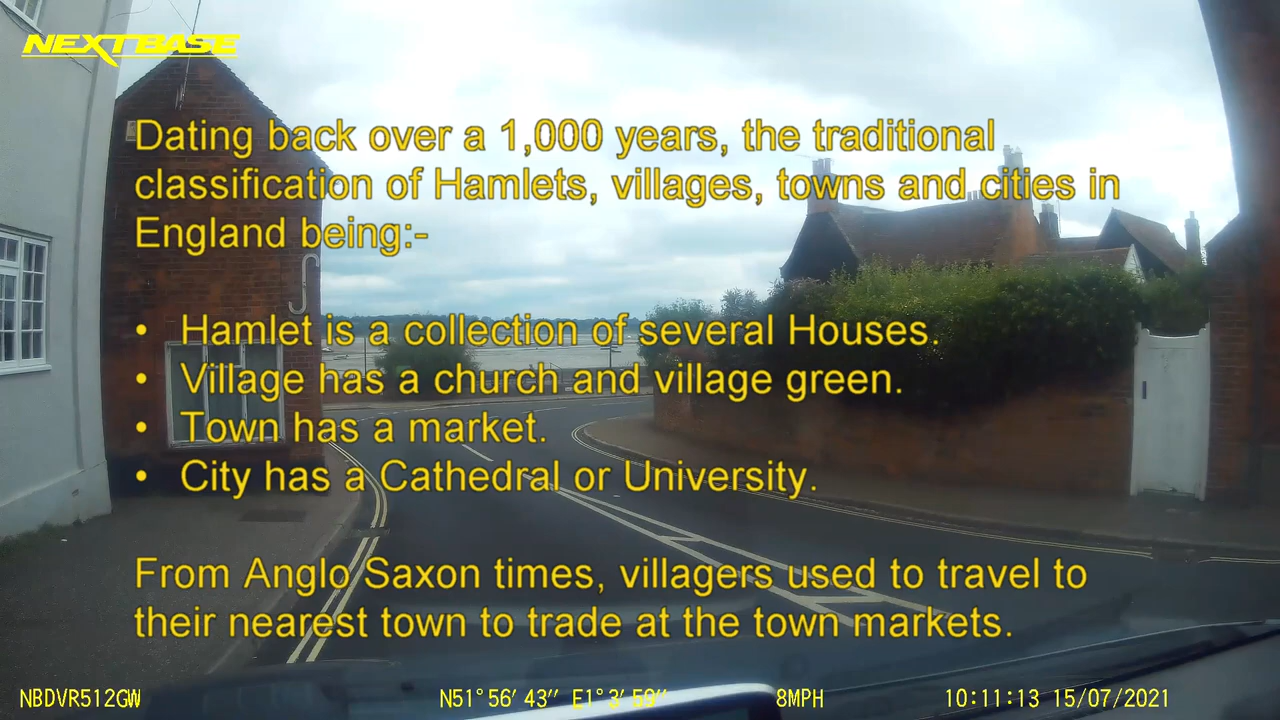 NEXTBASE
Dating back over a 1,000 years, the traditional
classification of Hamlets, villages, towns and cities in
England being:-
• Hamlet is a collection of several Houses.
• Village has a church and village green.
• Town has a market.
• City has a Cathedral or University.
From Anglo Saxon times, villagers used to travel to
their nearest town to trade at the town markets.
NBDVR512GW N51°56'43" E1°3'59" 8MPH 10:11:13 15/07/2021